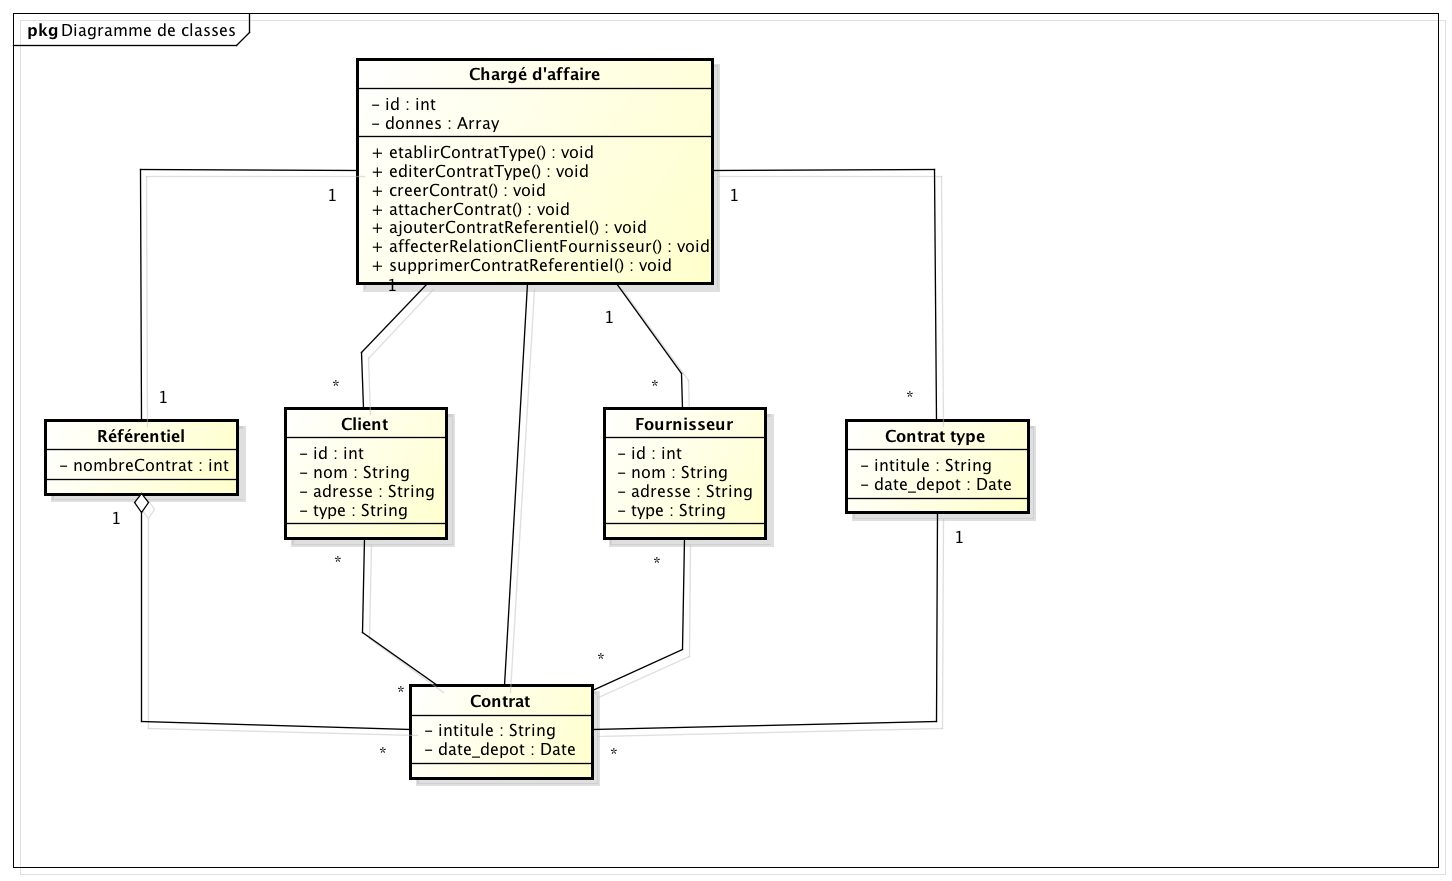 pkg Diagramme de classes
Chargé d'affaire
- id : int
- donnes : Array
+ etablirContratType() : void
+ editerContratType() : void
+ creerContrat() : void
+ attacherContrat() : void
+ ajouterContratReferentiel() : void
+ affecterRelationClientFournisseur() : void
+ supprimerContratReferentiel() : void
1
1
1
1
1
*
*
*
Référentiel
- nombreContrat : int
Client
- id : int
- nom : String
- adresse : String
- type : String
Fournisseur
- id : int
- nom : String
- adresse : String
- type : String
Contrat type
- intitule : String
- date_depot : Date
1
*
*
1
*
*
*
*
Contrat
- intitule : String
- date_depot : Date